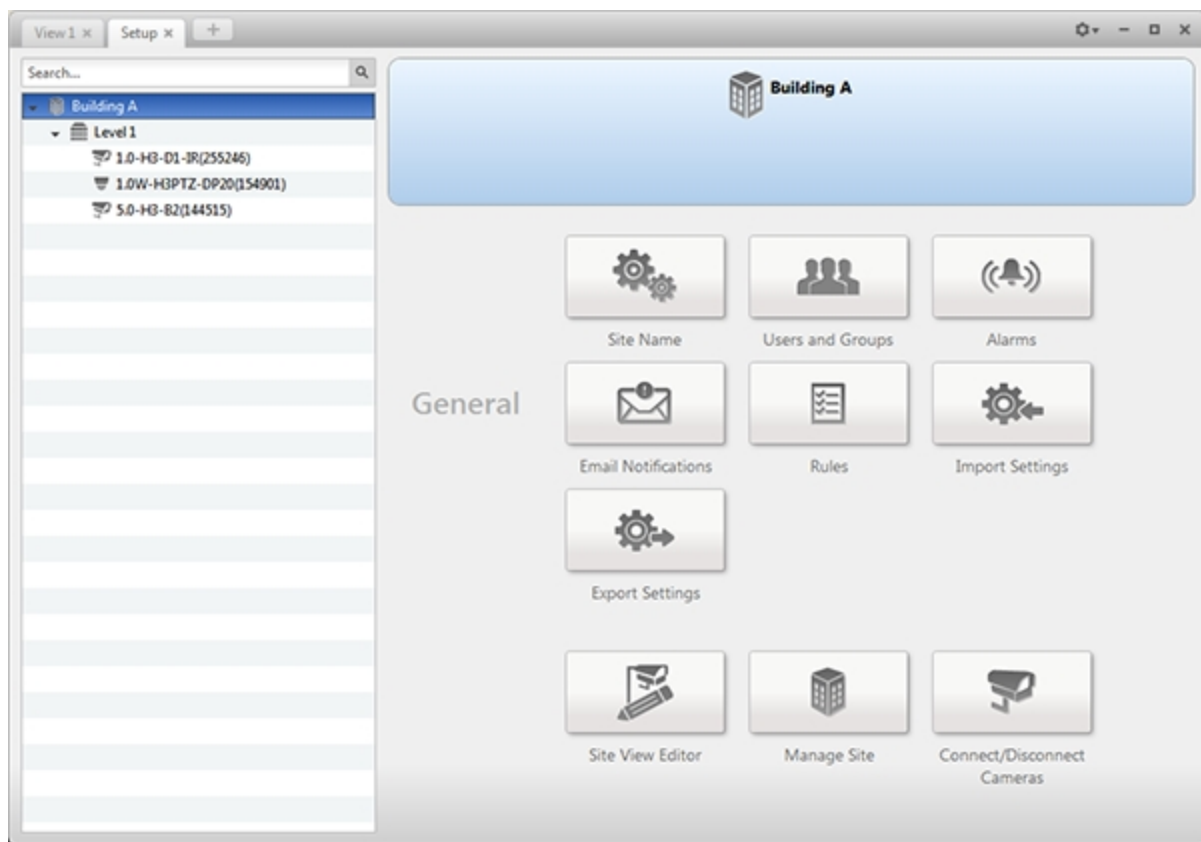 View 1
Setup
Search...
Building A
Level 1
1.0-H3-D1-IR(255246)
1.0W-H3PTZ-DP20(154901)
5.0-H3-B2(144515)
Building A
General
Site Name
Users and Groups
Alarms
Email Notifications
Rules
Import Settings
Export Settings
Site View Editor
Manage Site
Connect/Disconnect
Cameras